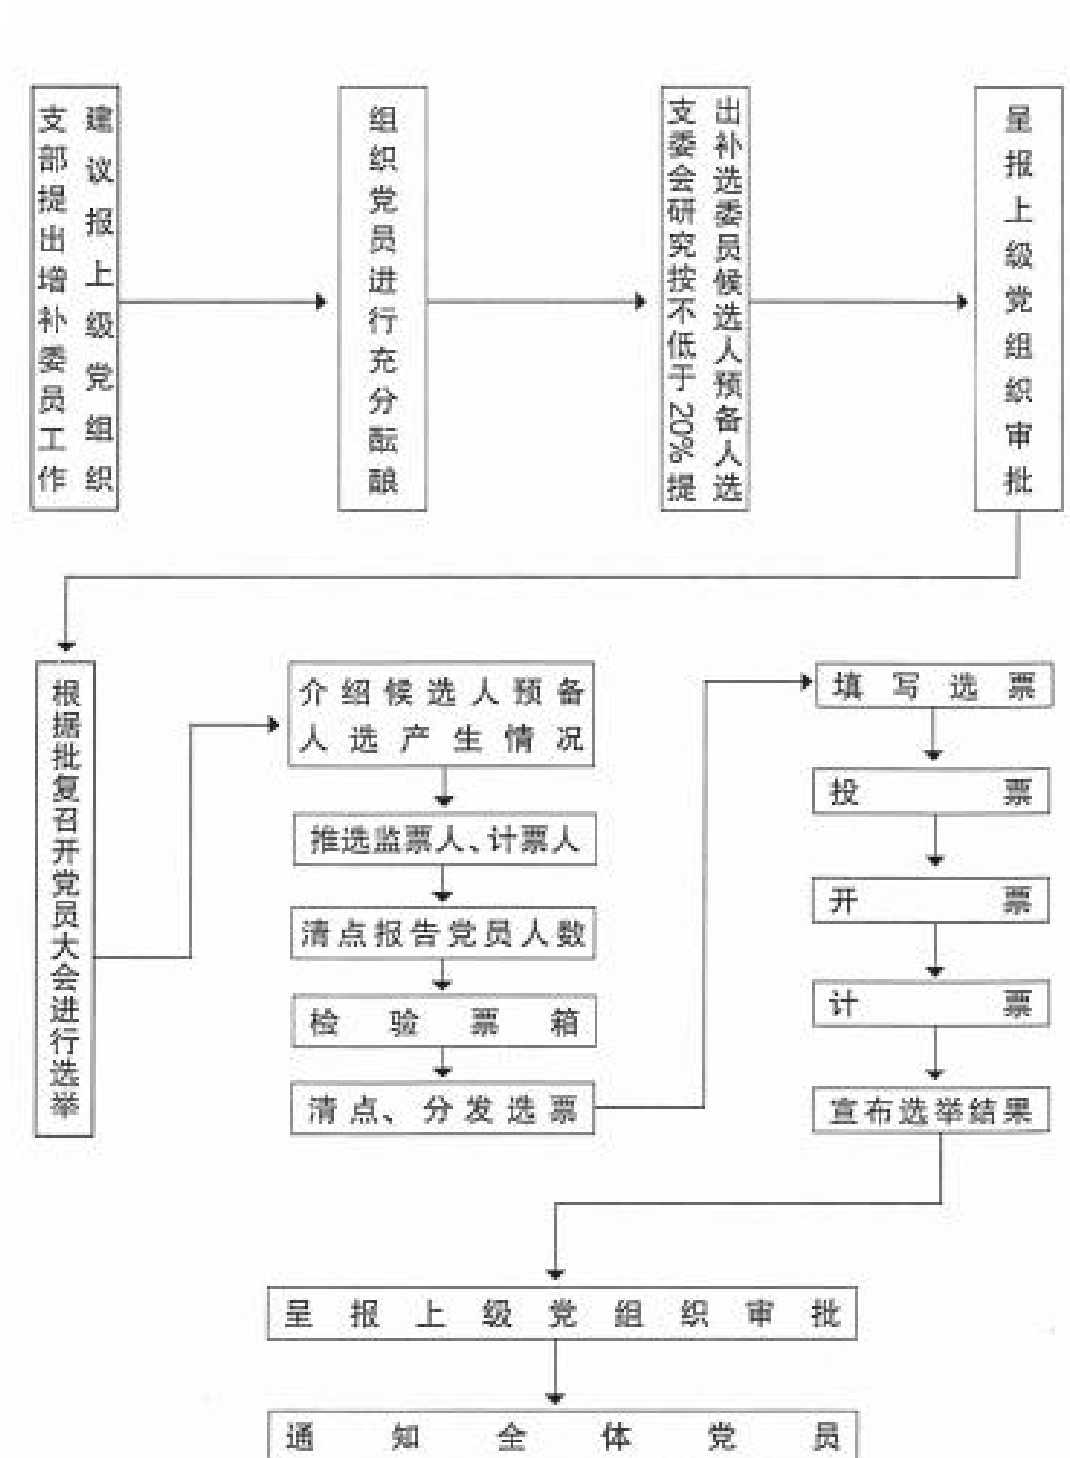 支部提出增补委员工作
建议报上级党组织
组织党员进行充分酝酿
支委会研究按不低于20%提
出补选委员候选人预备人选
呈报上级党组织审批
根据批复召开党员大会进行选举
介绍候选人预备
人选产生情况
推选监票人、计票人
清点报告党员人数
检验票箱
清点、分发选票
填写选票
投票
开票
计票
宣布选举结果
呈报上级党组织审批
通知全体党员